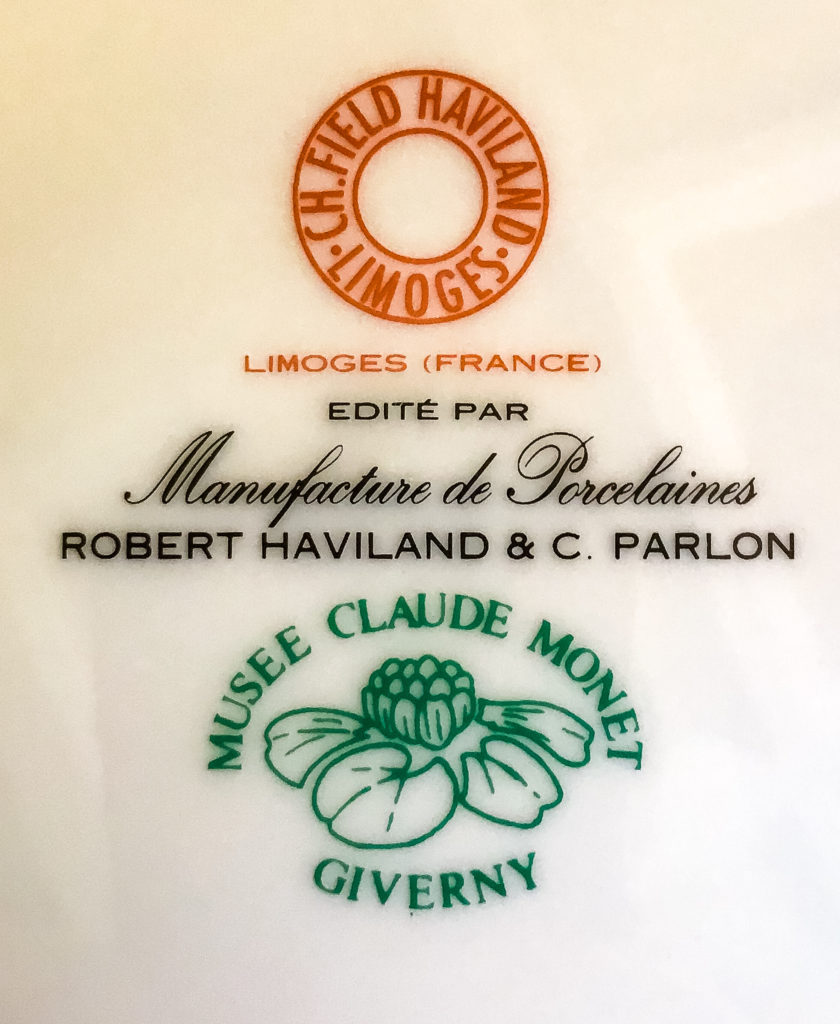 CH. FIELD HAVILAND
• LIMOGES •
LIMOGES (FRANCE)
EDITÉ PAR
Manufacture de Porcelaines
ROBERT HAVILAND & C. PARLON
MUSEE CLAUDE MONET
GIVERNY